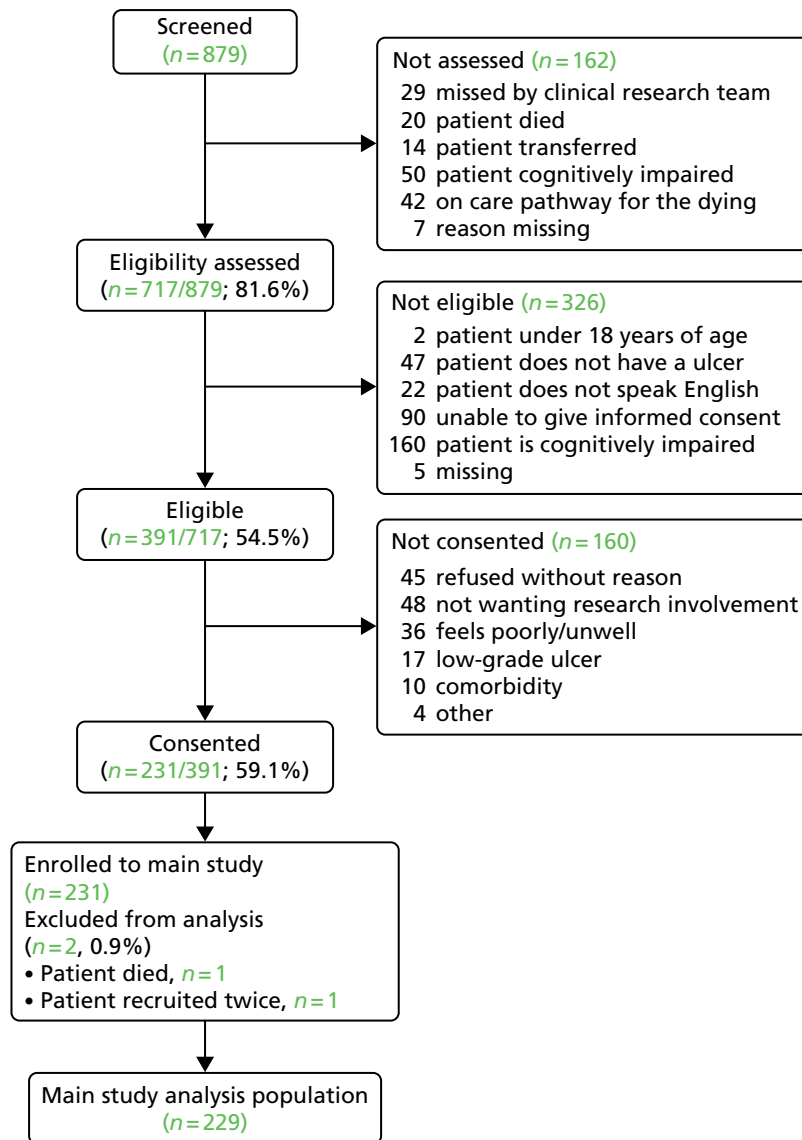 Screened
(n=879)
Not assessed (n=162)
29 missed by clinical research team
20 patient died
14 patient transferred
50 patient cognitively impaired
42 on care pathway for the dying
7 reason missing
Eligibility assessed
(n=717/879; 81.6%)
Not eligible (n=326)
2 patient under 18 years of age
47 patient does not have a ulcer
22 patient does not speak English
90 unable to give informed consent
160 patient is cognitively impaired
5 missing
Eligible
(n=391/717; 54.5%)
Not consented (n=160)
45 refused without reason
48 not wanting research involvement
36 feels poorly/unwell
17 low-grade ulcer
10 comorbidity
4 other
Consented
(n=231/391; 59.1%)
Enrolled to main study
(n=231)
Excluded from analysis
(n=2, 0.9%)
• Patient died, n=1
• Patient recruited twice, n=1
Main study analysis population
(n=229)